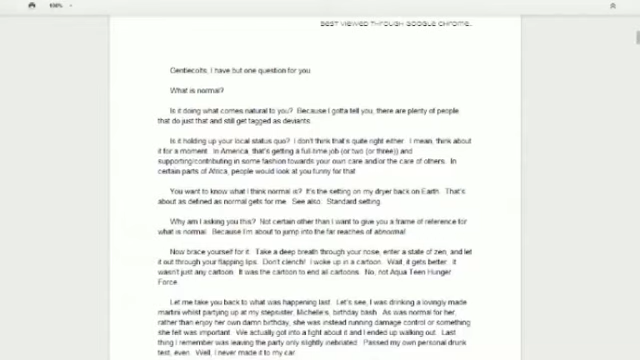 100%
BEST VIEWED THROUGH GOOGLE CHROME.
Gentlecolts, I have but one question for you
What is normal?
Is it doing what comes natural to you? Because I gotta tell you, there are plenty of people
that do just that and still get tagged as deviants.
Is it holding up your local status quo? I don't think that's quite right either. I mean, think about
it for a moment. In America, that's getting a full-time job (or two (or three)) and
supporting/contributing in some fashion towards your own care and/or the care of others. In
certain parts of Africa, people would look at you funny for that
You want to know what I think normal is? It's the setting on my dryer back on Earth. That's
about as defined as normal gets for me. See also: Standard setting.
Why am I asking you this? Not certain other than I want to give you a frame of reference for
what is normal. Because I'm about to jump into the far reaches of abnormal
Now brace yourself for it. Take a deep breath through your nose, enter a state of zen, and let
it out through your flapping lips. Don't clench! I woke up in a cartoon. Wait, it gets better. It
wasn't just any cartoon. It was the cartoon to end all cartoons. No, not Aqua Teen Hunger
Force.
Let me take you back to what was happening last. Let's see, I was drinking a lovingly made
martini whilst partying up at my stepsister, Michelle's, birthday bash. As was normal for her,
rather than enjoy her own damn birthday, she was instead running damage control or something
she felt was important. We actually got into a fight about it and I ended up walking out. Last
thing I remember was leaving the party only slightly inebriated. Passed my own personal drunk
test, even. Well, I never made it to my car.